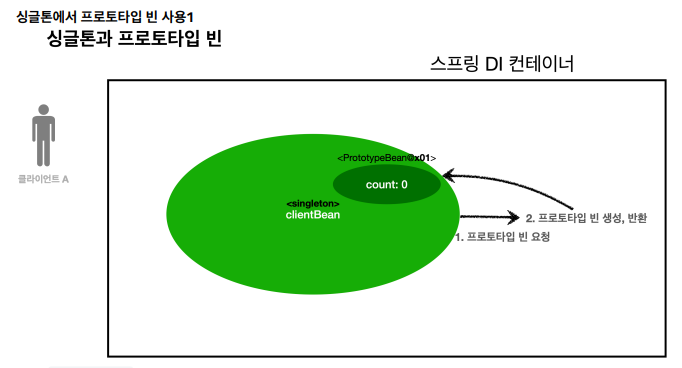 싱글톤에서 프로토타입 빈 사용1
싱글톤과 프로토타입 빈
스프링 DI 컨테이너
클라이언트 A
<PrototypeBean@x01>
count: 0
<singleton>
clientBean
2. 프로토타입 빈 생성, 반환
1. 프로토타입 빈 요청